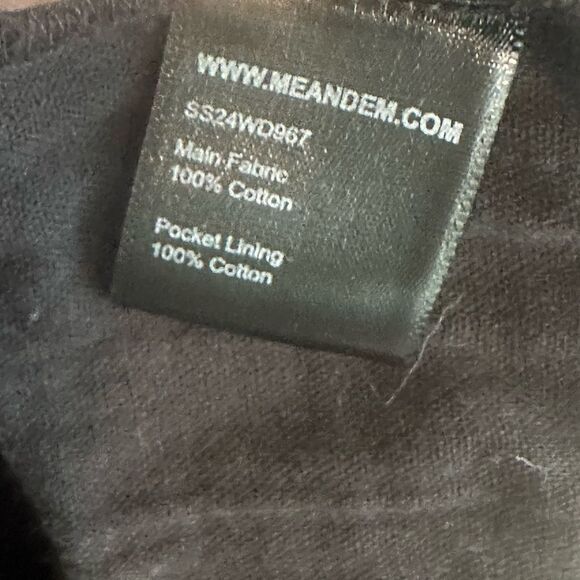 WWW.MEANDEM.COM
SS24WD967
Main Fabric
100% Cotton
Pocket Lining
100% Cotton